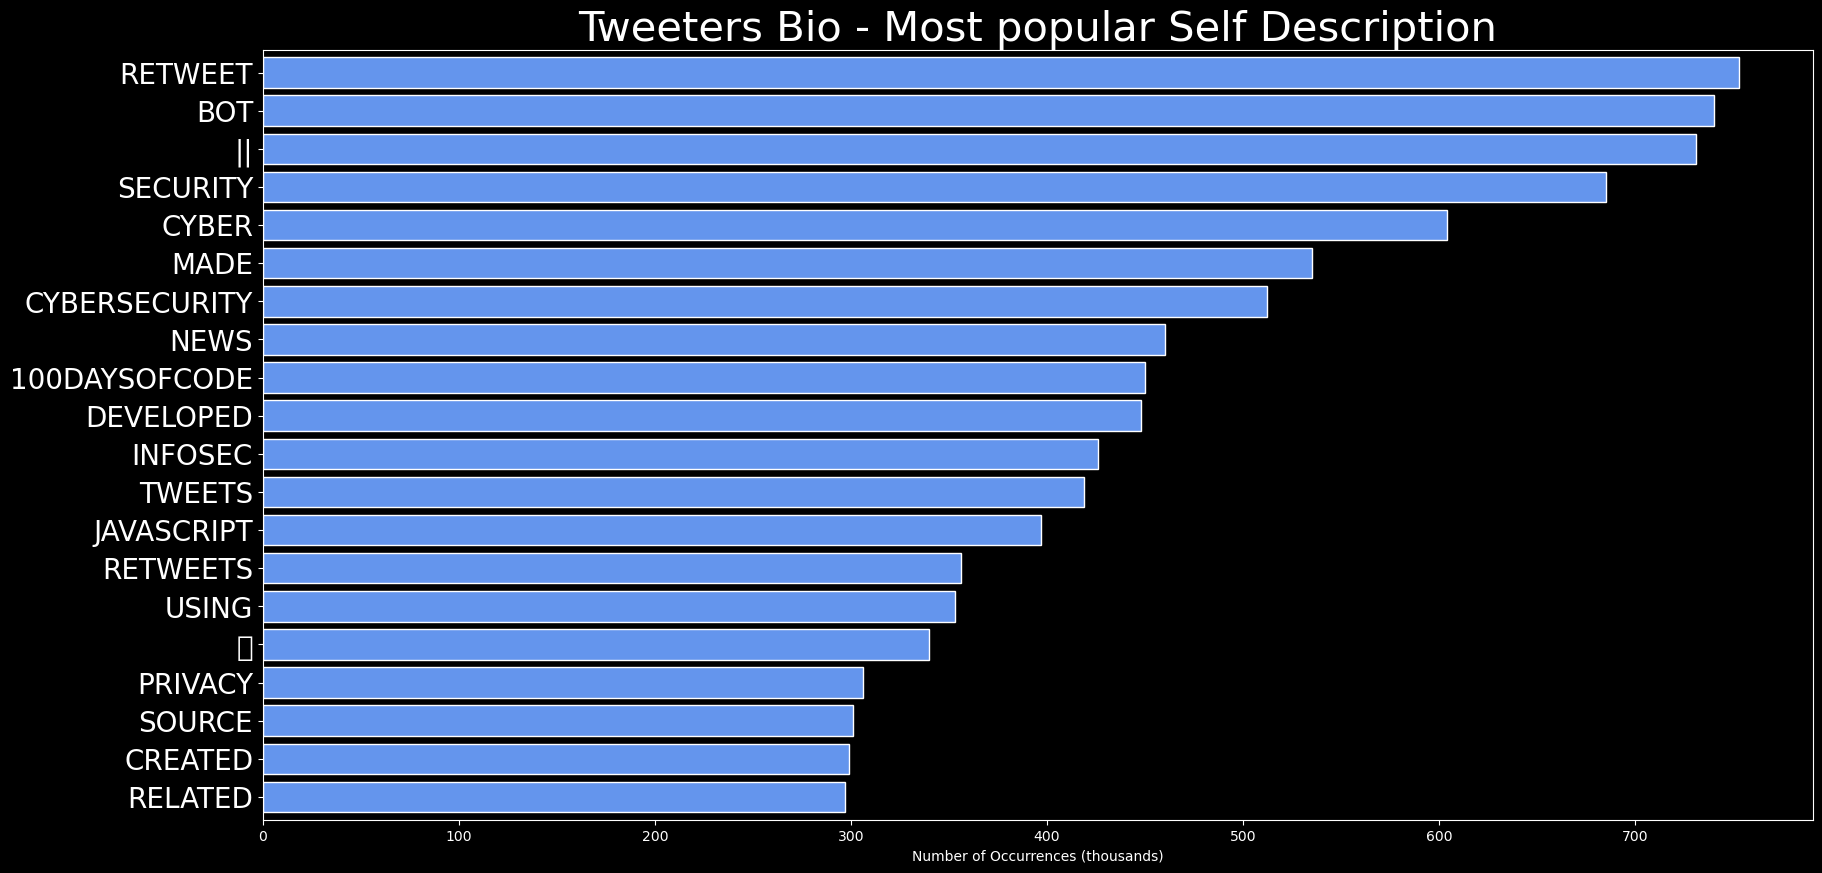 Tweeters Bio - Most popular Self Description
RETWEET
BOT
||
SECURITY
CYBER
MADE
CYBERSECURITY
NEWS
100DAYSOFCODE
DEVELOPED
INFOSEC
TWEETS
JAVASCRIPT
RETWEETS
USING
PRIVACY
SOURCE
CREATED
RELATED
0 100 200 300 400 500 600 700
Number of Occurrences (thousands)